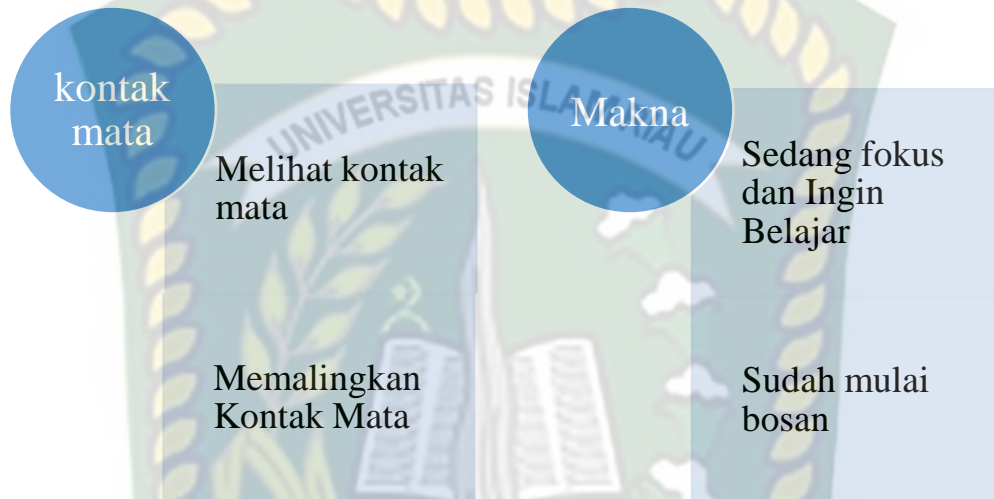 kontak
mata
Melihat kontak
mata
Memalingkan
Kontak Mata
Makna
Sedang fokus
dan Ingin
Belajar
Sudah mulai
bosan
UNIVERSITAS ISLAM RIAU